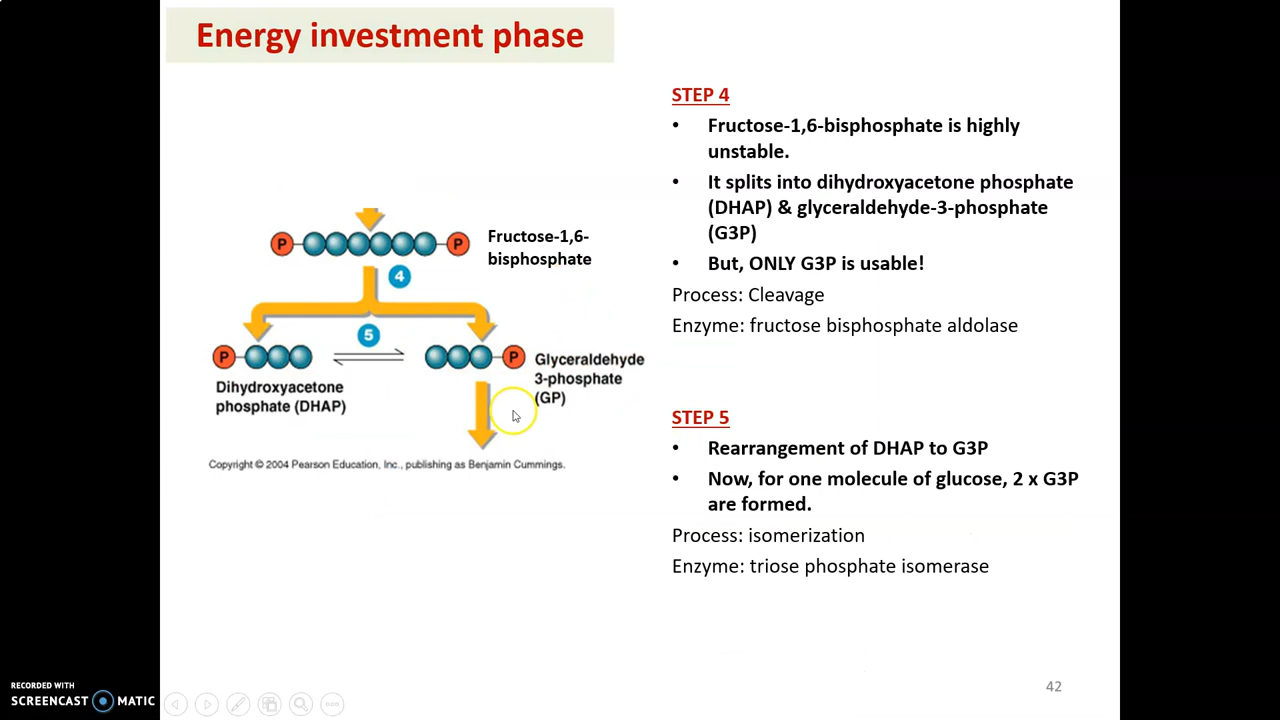 Energy investment phase
P
P
Fructose-1,6-
bisphosphate
4
5
P
P
Dihydroxyacetone
phosphate (DHAP)
Glyceraldehyde
3-phosphate
(GP)
Copyright © 2004 Pearson Education, Inc., publishing as Benjamin Cummings.
STEP 4
• Fructose-1,6-bisphosphate is highly
unstable.
• It splits into dihydroxyacetone phosphate
(DHAP) & glyceraldehyde-3-phosphate
(G3P)
• But, ONLY G3P is usable!
Process: Cleavage
Enzyme: fructose bisphosphate aldolase
STEP 5
• Rearrangement of DHAP to G3P
• Now, for one molecule of glucose, 2 x G3P
are formed.
Process: isomerization
Enzyme: triose phosphate isomerase
42
RECORDED WITH
SCREENCAST MATIC